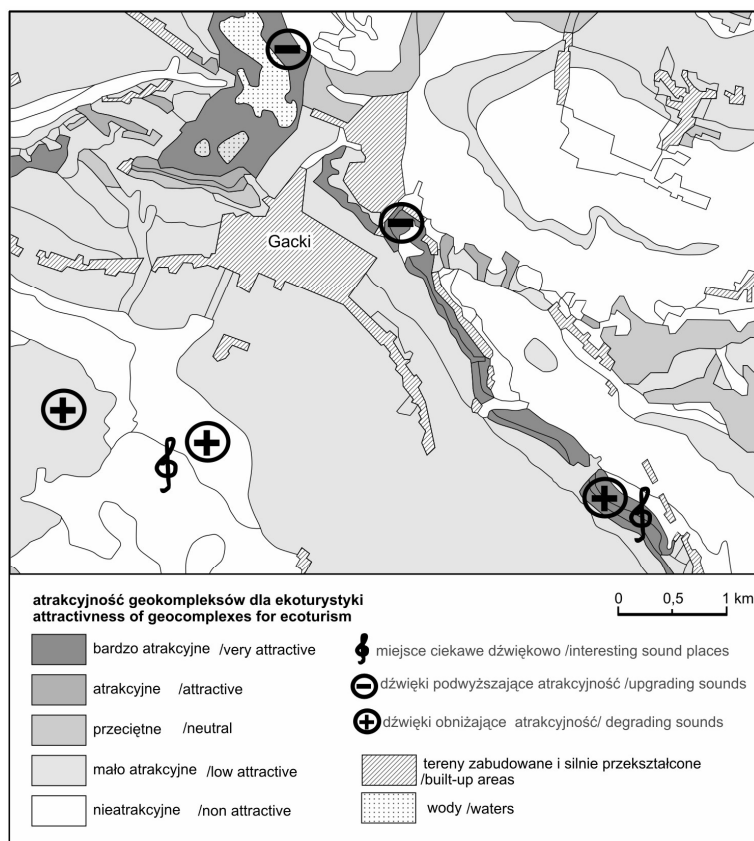 Gacki
atrakcyjność geokompleksów dla ekoturystyki
attractivness of geocomplexes for ecoturism
0 0,5 1 km
bardzo atrakcyjne /very attractive
atrakcyjne /attractive
przeciętne /neutral
mało atrakcyjne /low attractive
nieatrakcyjne /non attractive
miejsce ciekawe dźwiękowo /interesting sound places
dźwięki podwyższające atrakcyjność /upgrading sounds
dźwięki obniżające atrakcyjność/ degrading sounds
tereny zabudowane i silnie przekształcone
/built-up areas
wody /waters